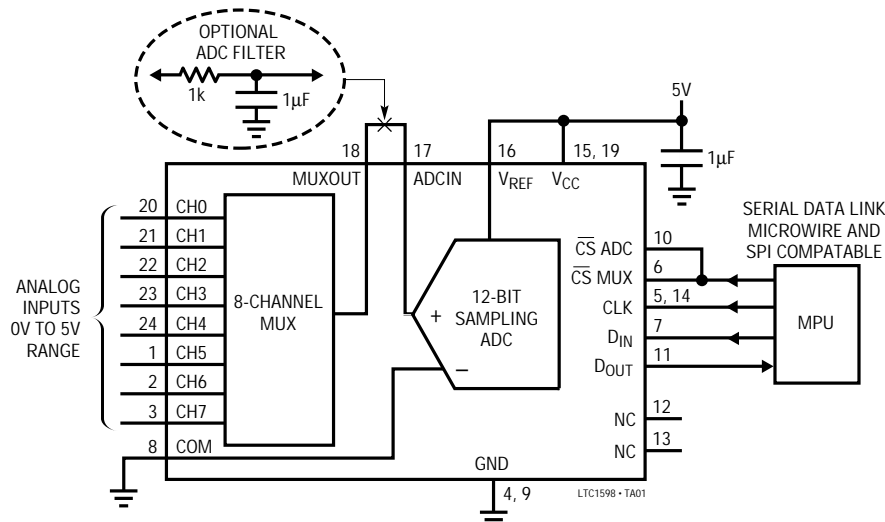 OPTIONAL
ADC FILTER
1k
1µF
5V
1µF
18
17
16
15, 19
MUXOUT
ADCIN
VREF
VCC
ANALOG
INPUTS
0V TO 5V
RANGE
20 CH0
21 CH1
22 CH2
23 CH3
24 CH4
1 CH5
2 CH6
3 CH7
8 COM
8-CHANNEL
MUX
+
12-BIT
SAMPLING
ADC
–
CS ADC 10
CS MUX 6
CLK 5, 14
DIN 7
DOUT 11
NC 12
NC 13
SERIAL DATA LINK
MICROWIRE AND
SPI COMPATABLE
MPU
GND
4, 9
LTC1598 • TA01